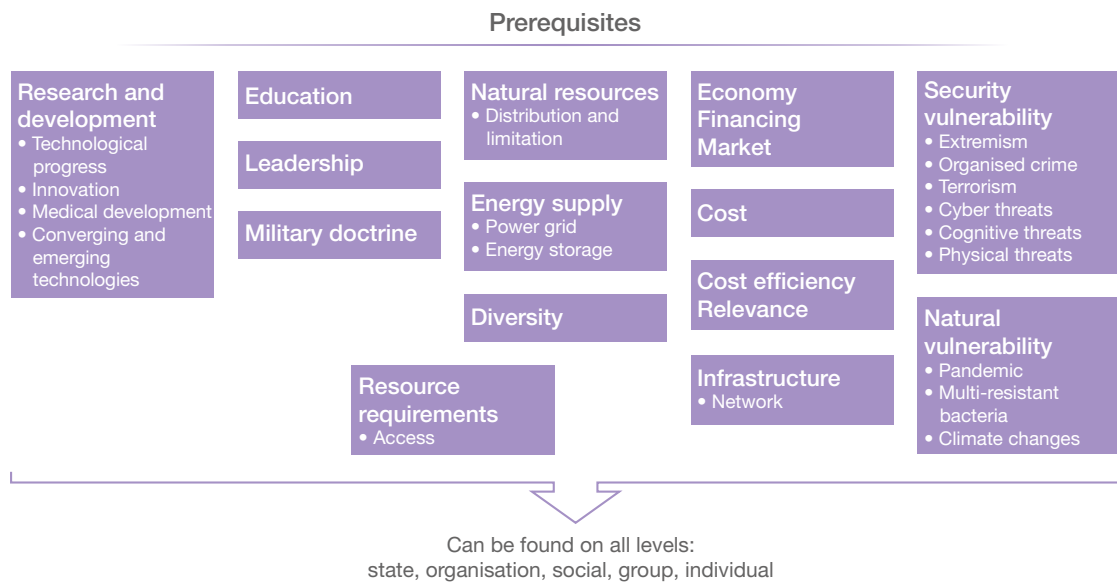 Prerequisites
Research and
development
• Technological
progress
• Innovation
• Medical development
• Converging and
emerging
technologies
Education
Leadership
Military doctrine
Natural resources
• Distribution and
limitation
Energy supply
• Power grid
• Energy storage
Diversity
Resource
requirements
• Access
Economy
Financing
Market
Cost
Cost efficiency
Relevance
Infrastructure
• Network
Security
vulnerability
• Extremism
• Organised crime
• Terrorism
• Cyber threats
• Cognitive threats
• Physical threats
Natural
vulnerability
• Pandemic
• Multi-resistant
bacteria
• Climate changes
Can be found on all levels:
state, organisation, social, group, individual